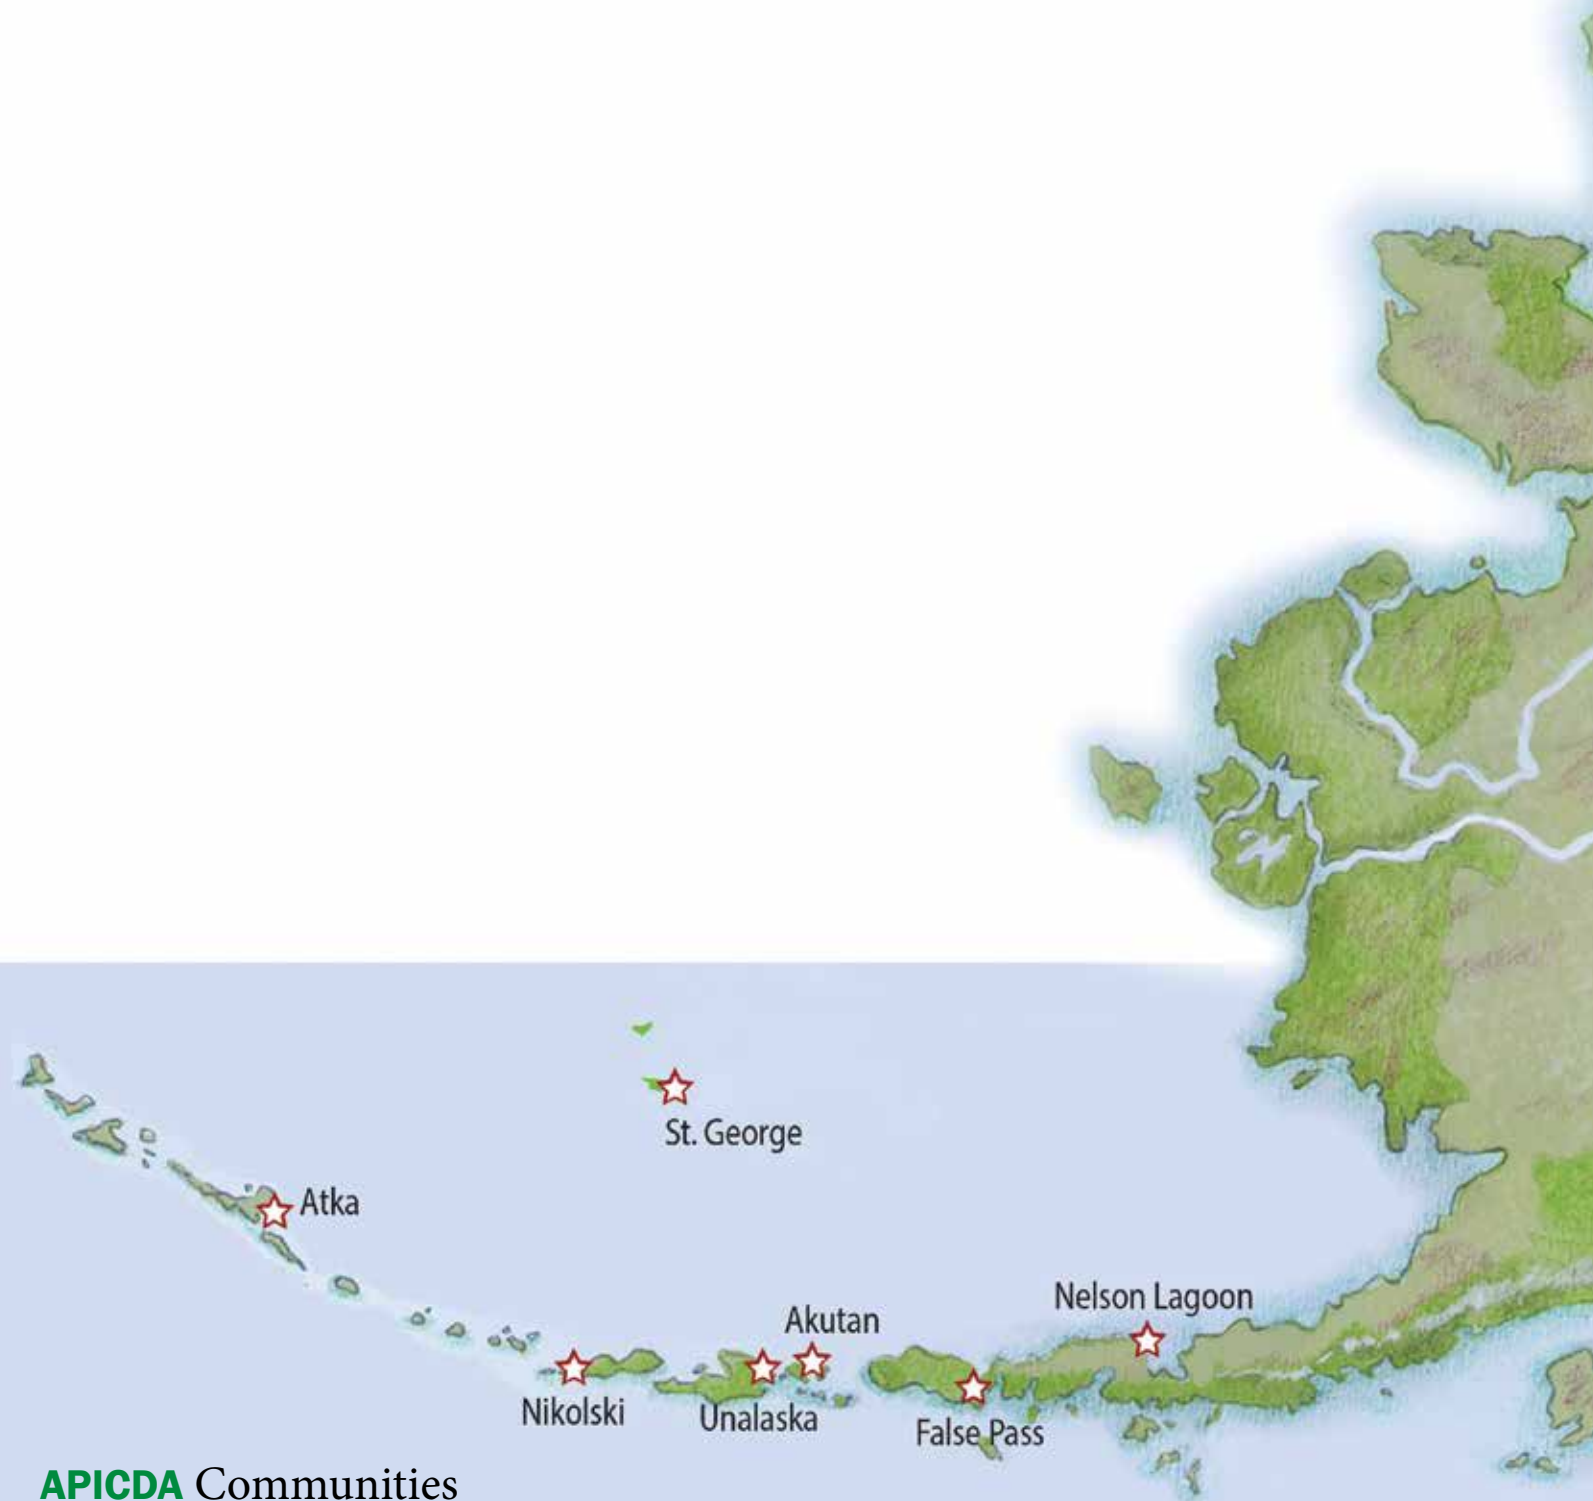 St. George
Atka
Nelson Lagoon
Akutan
Nikolski
Unalaska
False Pass
APICDA Communities